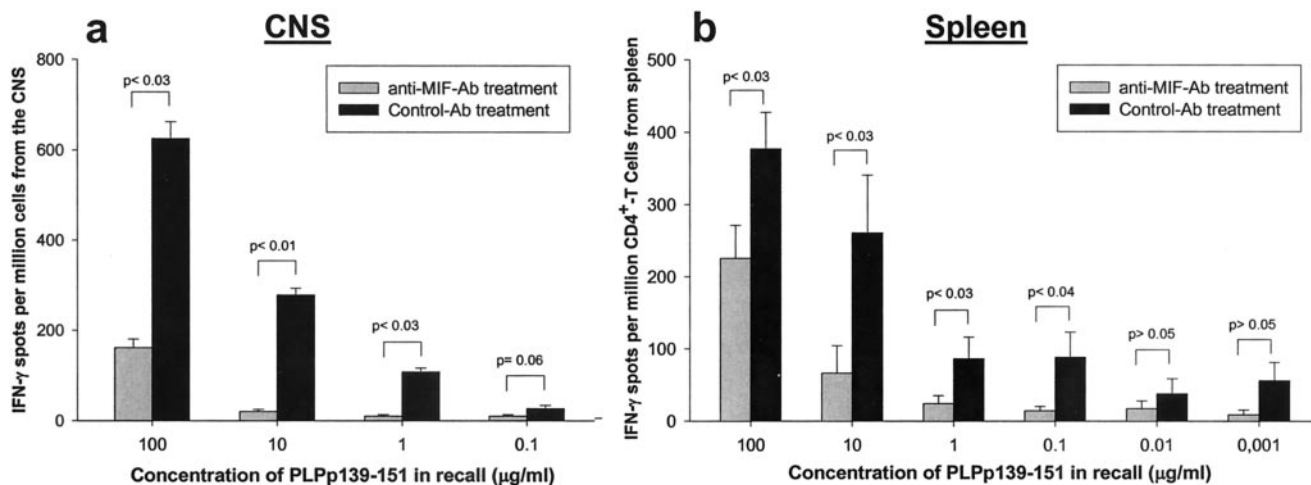 a
CNS
IFN-γ spots per million cells from the CNS
800
600
400
200
0
anti-MIF-Ab treatment
Control-Ab treatment
p< 0.03
p< 0.01
p< 0.03
p= 0.06
100
10
1
0.1
Concentration of PLPp139-151 in recall (μg/ml)
b
Spleen
IFN-γ spots per million CD4+-T Cells from spleen
500
400
300
200
100
0
anti-MIF-Ab treatment
Control-Ab treatment
p< 0.03
p< 0.03
p< 0.03
p< 0.04
p> 0.05
p> 0.05
100
10
1
0.1
0.01
0,001
Concentration of PLPp139-151 in recall (μg/ml)